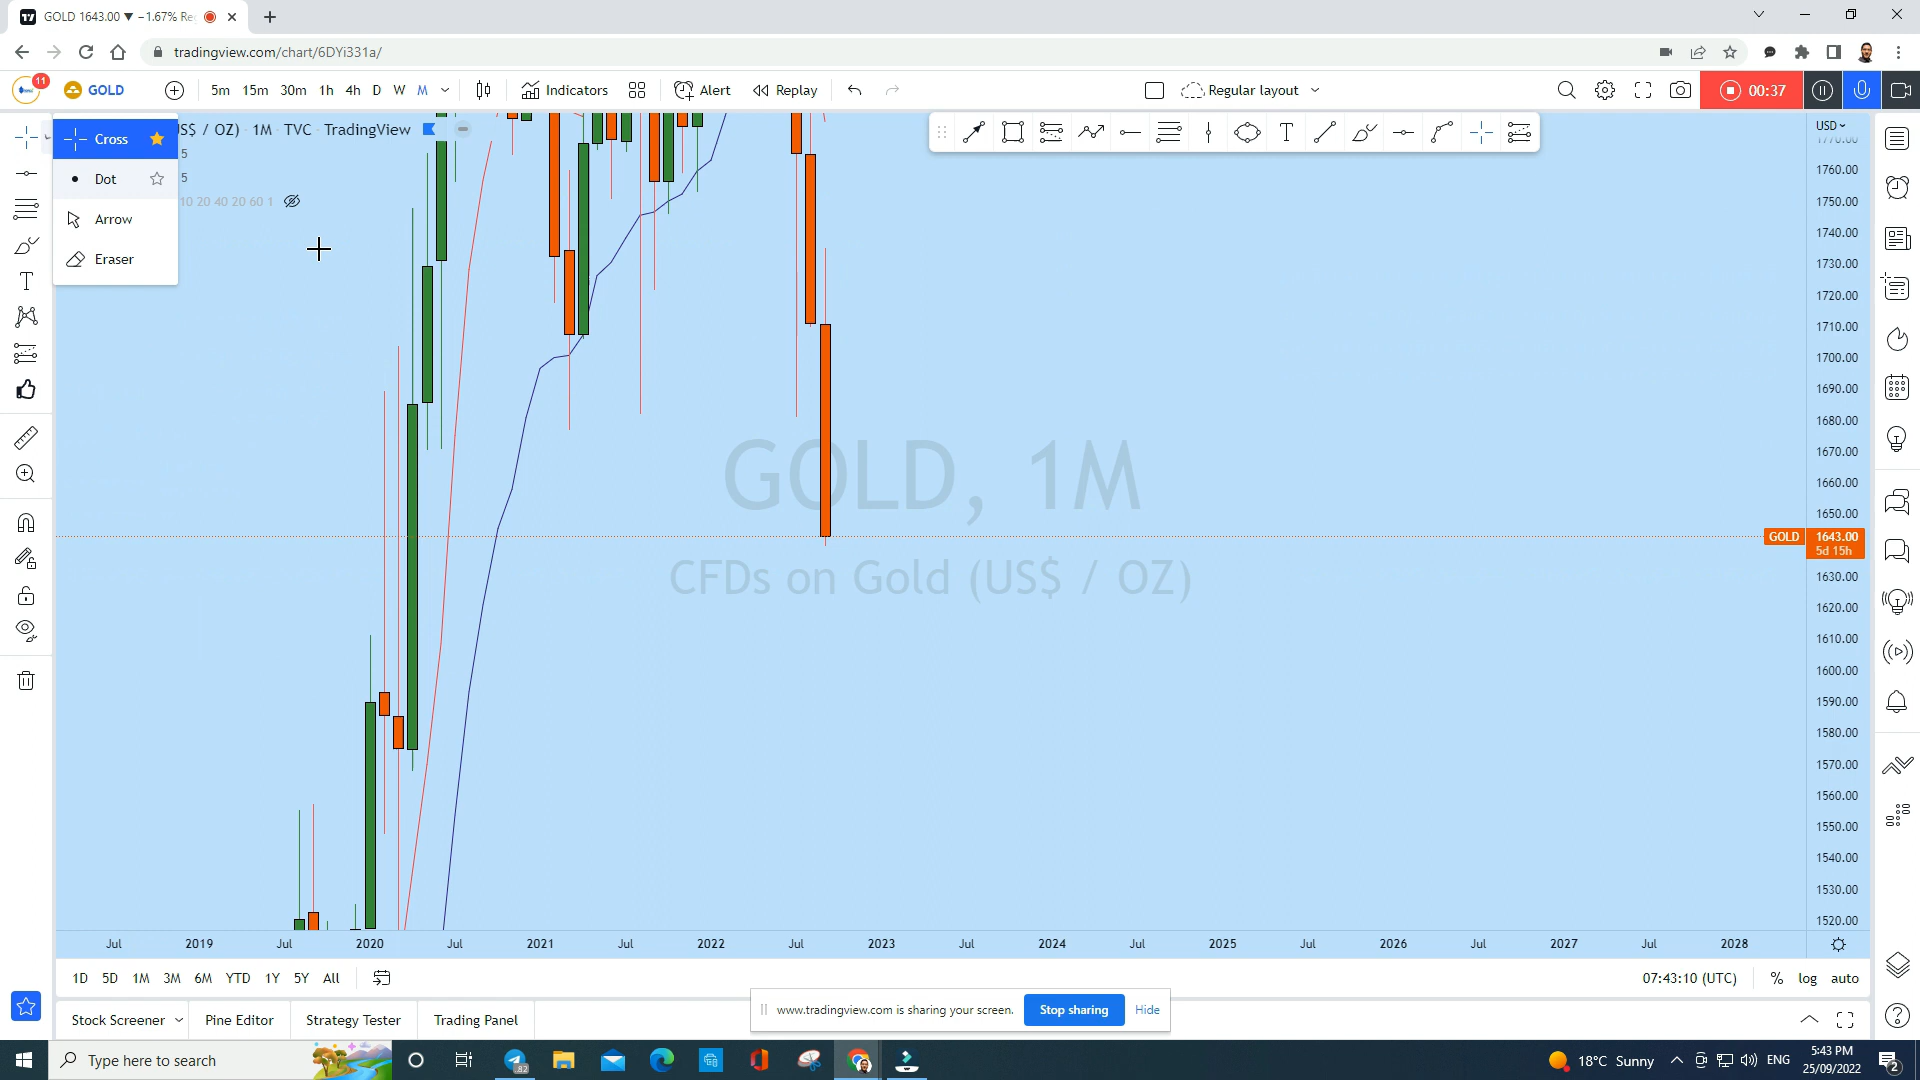 GOLD 1643.00 ▼ −1.67% Re
tradingview.com/chart/6DYi331a/
11 GOLD 5m 15m 30m 1h 4h D W M Indicators Alert Replay Regular layout 00:37
Cross
Dot
Arrow
Eraser
S$ / OZ) · 1M · TVC · TradingView
5
5
10 20 40 20 60 1
USD
1770.00
1760.00
1750.00
1740.00
1730.00
1720.00
1710.00
1700.00
1690.00
1680.00
1670.00
1660.00
1650.00
GOLD 1643.00
5d 15h
1630.00
1620.00
1610.00
1600.00
1590.00
1580.00
1570.00
1560.00
1550.00
1540.00
1530.00
1520.00
GOLD, 1M
CFDs on Gold (US$ / OZ)
Jul 2019 Jul 2020 Jul 2021 Jul 2022 Jul 2023 Jul 2024 Jul 2025 Jul 2026 Jul 2027 Jul 2028
1D 5D 1M 3M 6M YTD 1Y 5Y All 07:43:10 (UTC) % log auto
www.tradingview.com is sharing your screen. Stop sharing Hide
Stock Screener Pine Editor Strategy Tester Trading Panel
Type here to search
82
18°C Sunny ENG
5:43 PM
25/09/2022
2